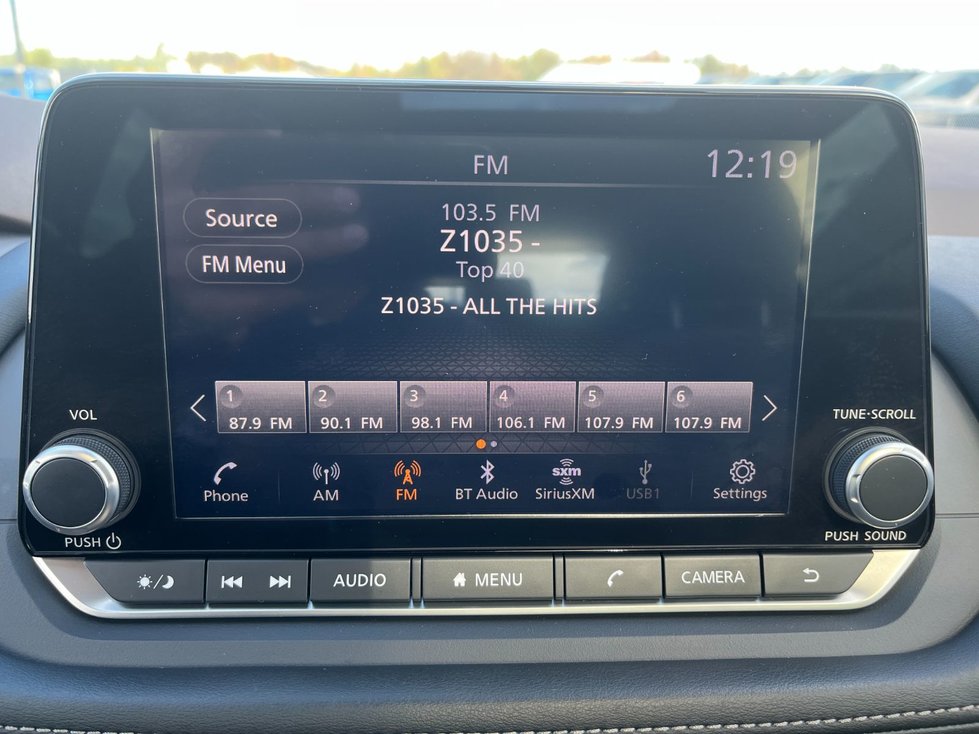 FM
12:19
Source
103.5 FM
Z1035 -
FM Menu
Top 40
Z1035 - ALL THE HITS
1 2 3 4 5 6
87.9 FM 90.1 FM 98.1 FM 106.1 FM 107.9 FM 107.9 FM
VOL
TUNE·SCROLL
sxm
Phone AM FM BT Audio SiriusXM USB1 Settings
PUSH
PUSH SOUND
AUDIO MENU CAMERA